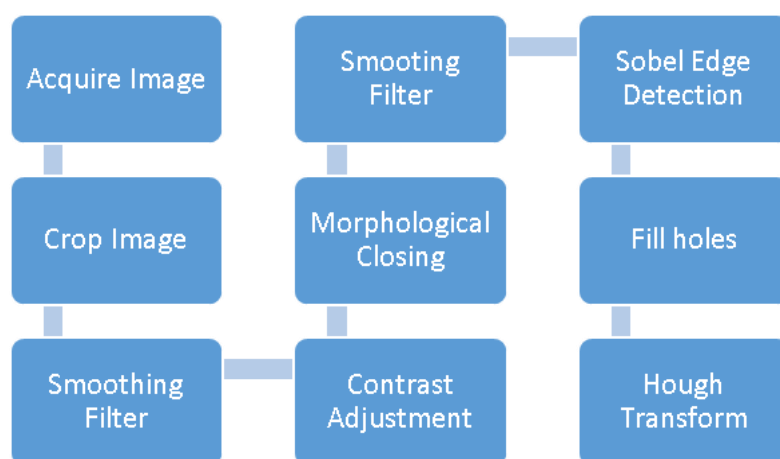 Acquire Image
Crop Image
Smoothing
Filter
Contrast
Adjustment
Morphological
Closing
Smooting
Filter
Sobel Edge
Detection
Fill holes
Hough
Transform